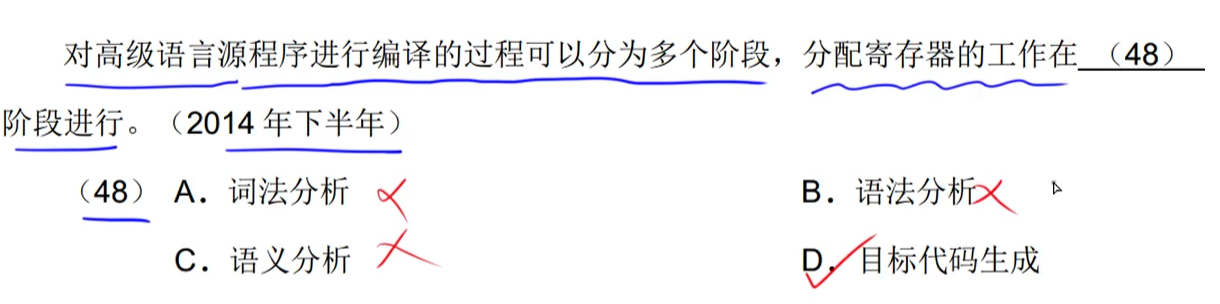 对高级语言源程序进行编译的过程可以分为多个阶段，分配寄存器的工作在 （48）
阶段进行。（2014 年下半年）
（48） A．词法分析 B．语法分析
C．语义分析 D．目标代码生成